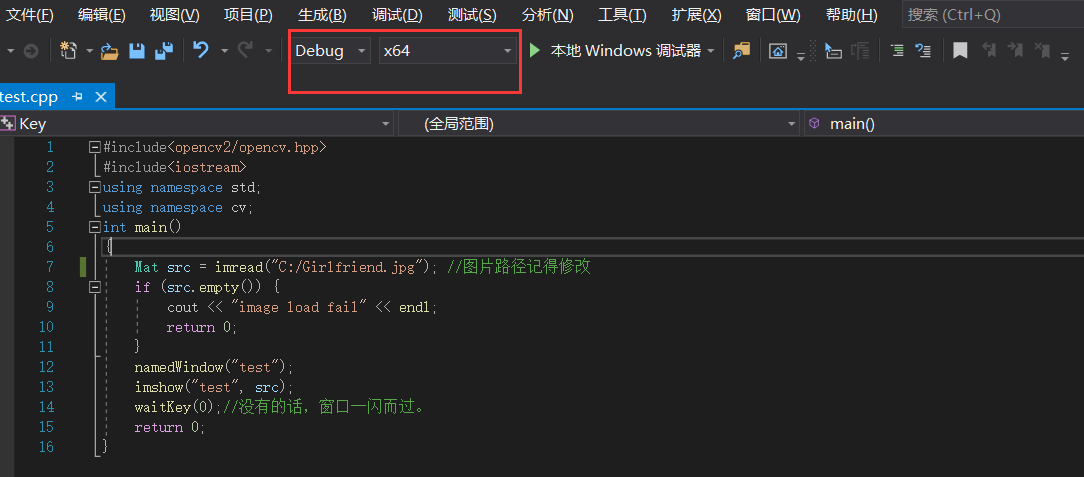 文件(F) 编辑(E) 视图(V) 项目(P) 生成(B) 调试(D) 测试(S) 分析(N) 工具(T) 扩展(X) 窗口(W) 帮助(H) 搜索 (Ctrl+Q)
Debug x64 本地 Windows 调试器
test.cpp
Key (全局范围) main()
1 #include<opencv2/opencv.hpp>
2 #include<iostream>
3 using namespace std;
4 using namespace cv;
5 int main()
6 {
7 Mat src = imread("C:/Girlfriend.jpg"); //图片路径记得修改
8 if (src.empty()) {
9 cout << "image load fail" << endl;
10 return 0;
11 }
12 namedWindow("test");
13 imshow("test", src);
14 waitKey(0);//没有的话，窗口一闪而过。
15 return 0;
16 }